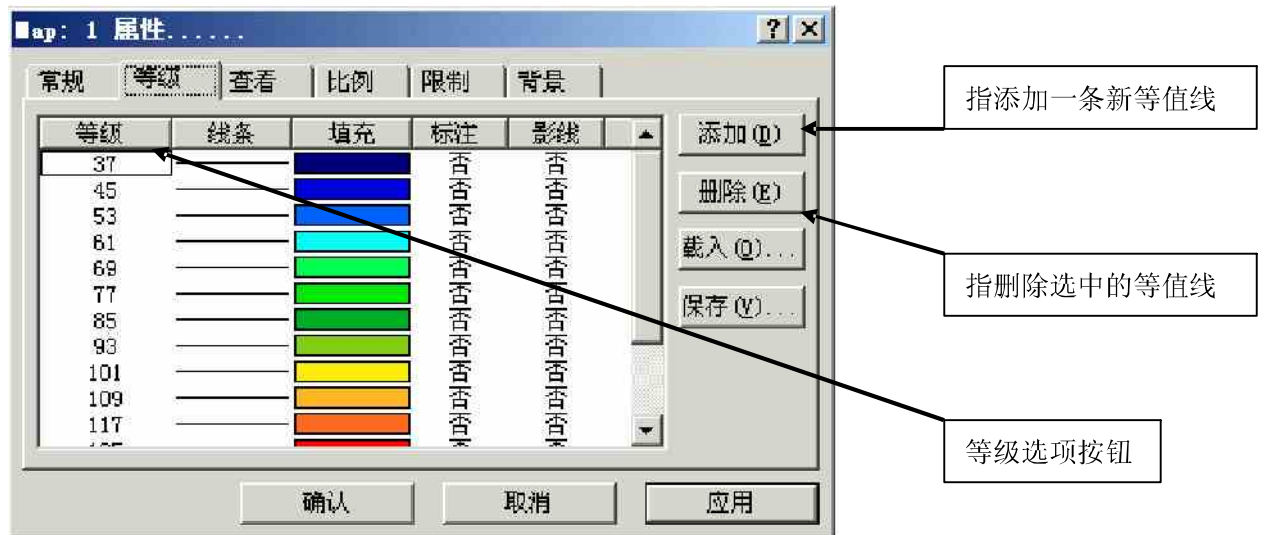 Map: 1 属性......
常规 等级 查看 比例 限制 背景
等级 线条 填充 标注 影线
37 否 否
45 否 否
53 否 否
61 否 否
69 否 否
77 否 否
85 否 否
93 否 否
101 否 否
109 否 否
117 否 否
添加(D)
册除(E)
载入(O)...
保存(V)...
确认 取消 应用
指添加一条新等值线
指删除选中的等值线
等级选项按钮